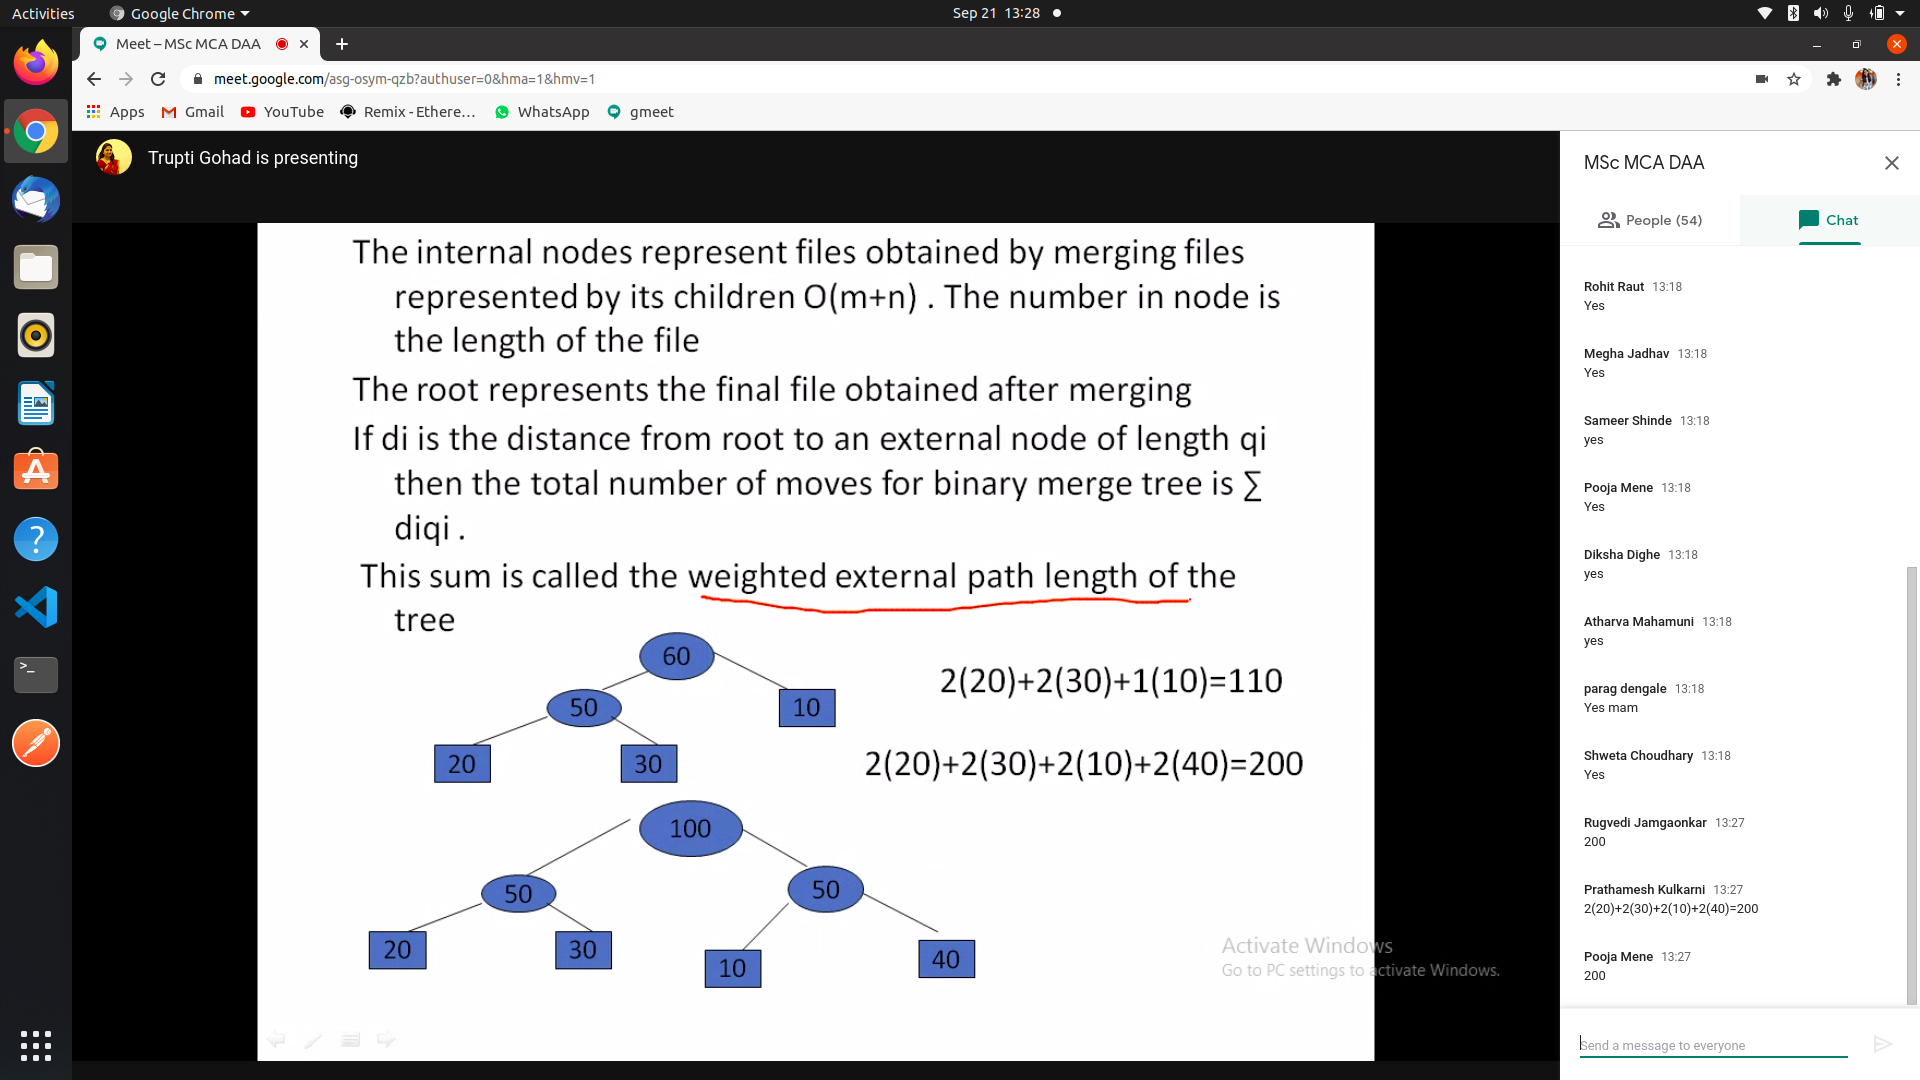 Activities
Google Chrome
Sep 21 13:28
Meet – MSc MCA DAA
meet.google.com/asg-osym-qzb?authuser=0&hma=1&hmv=1
Apps
Gmail
YouTube
Remix - Ethere...
WhatsApp
gmeet
Trupti Gohad is presenting
The internal nodes represent files obtained by merging files
represented by its children O(m+n) . The number in node is
the length of the file
The root represents the final file obtained after merging
If di is the distance from root to an external node of length qi
then the total number of moves for binary merge tree is ∑
diqi .
This sum is called the weighted external path length of the
tree
60
50
10
20
30
2(20)+2(30)+1(10)=110
2(20)+2(30)+2(10)+2(40)=200
100
50
50
20
30
10
40
Activate Windows
Go to PC settings to activate Windows.
MSc MCA DAA
People (54)
Chat
Rohit Raut 13:18
Yes
Megha Jadhav 13:18
Yes
Sameer Shinde 13:18
yes
Pooja Mene 13:18
Yes
Diksha Dighe 13:18
yes
Atharva Mahamuni 13:18
yes
parag dengale 13:18
Yes mam
Shweta Choudhary 13:18
Yes
Rugvedi Jamgaonkar 13:27
200
Prathamesh Kulkarni 13:27
2(20)+2(30)+2(10)+2(40)=200
Pooja Mene 13:27
200
Send a message to everyone